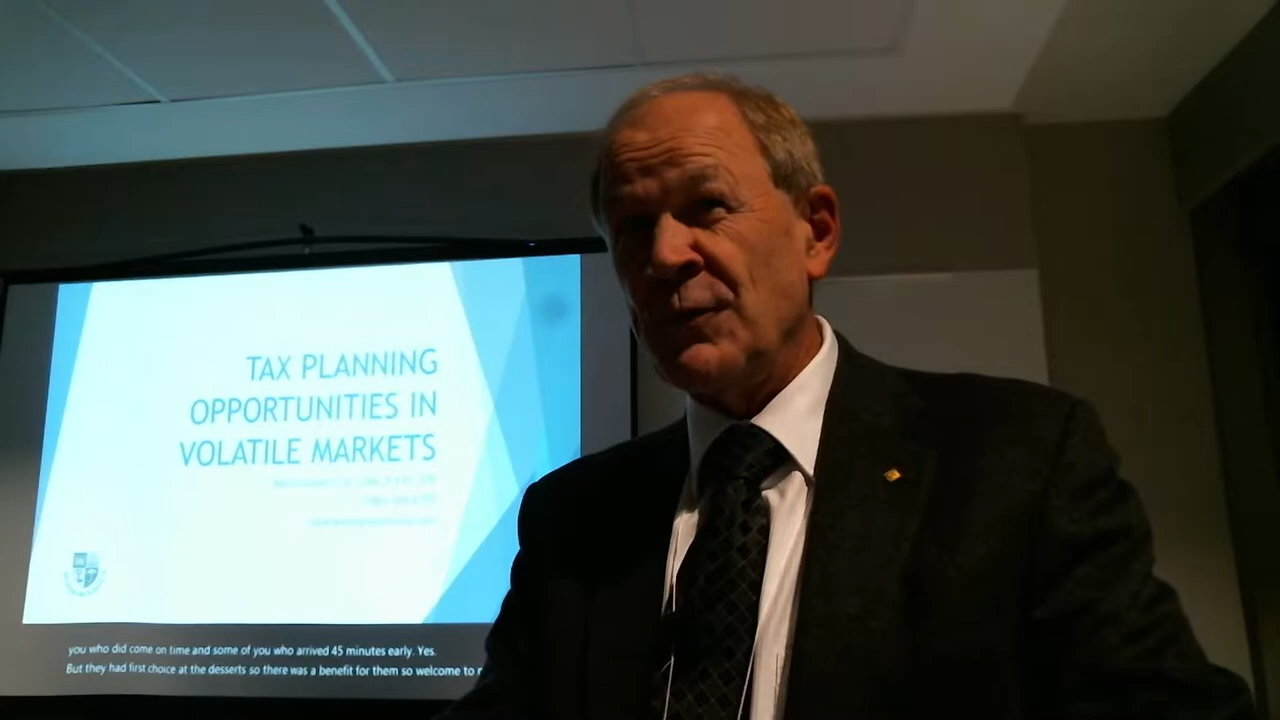 TAX PLANNING
OPPORTUNITIES IN
VOLATILE MARKETS
you who did come on time and some of you who arrived 45 minutes early. Yes.
But they had first choice at the desserts so there was a benefit for them so welcome to